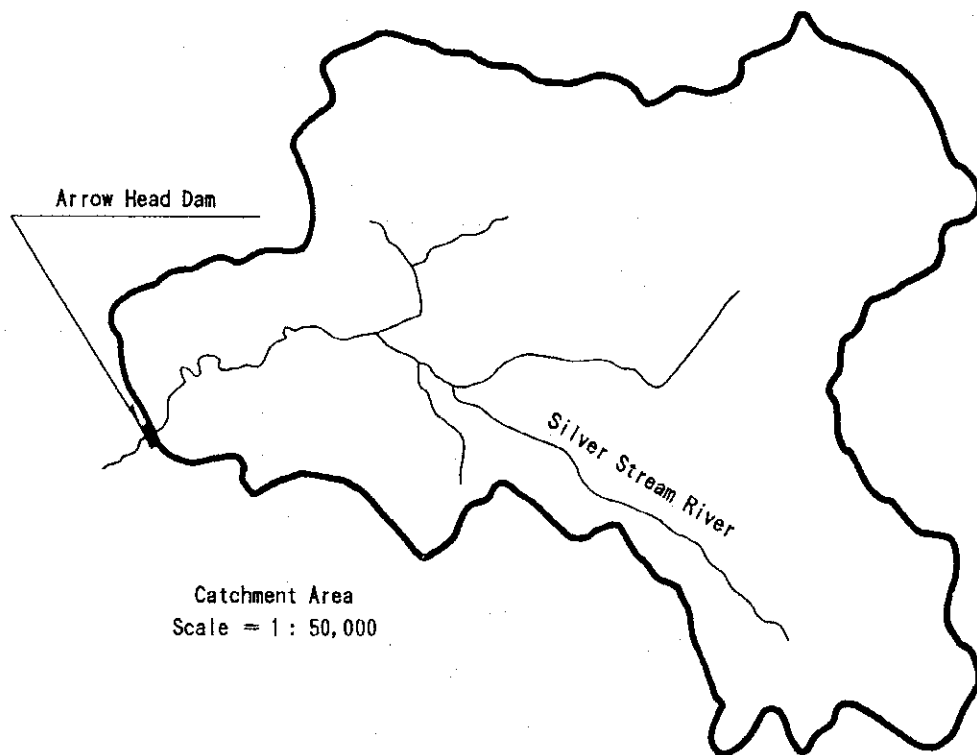 Arrow Head Dam
Silver Stream River
Catchment Area
Scale = 1 : 50,000